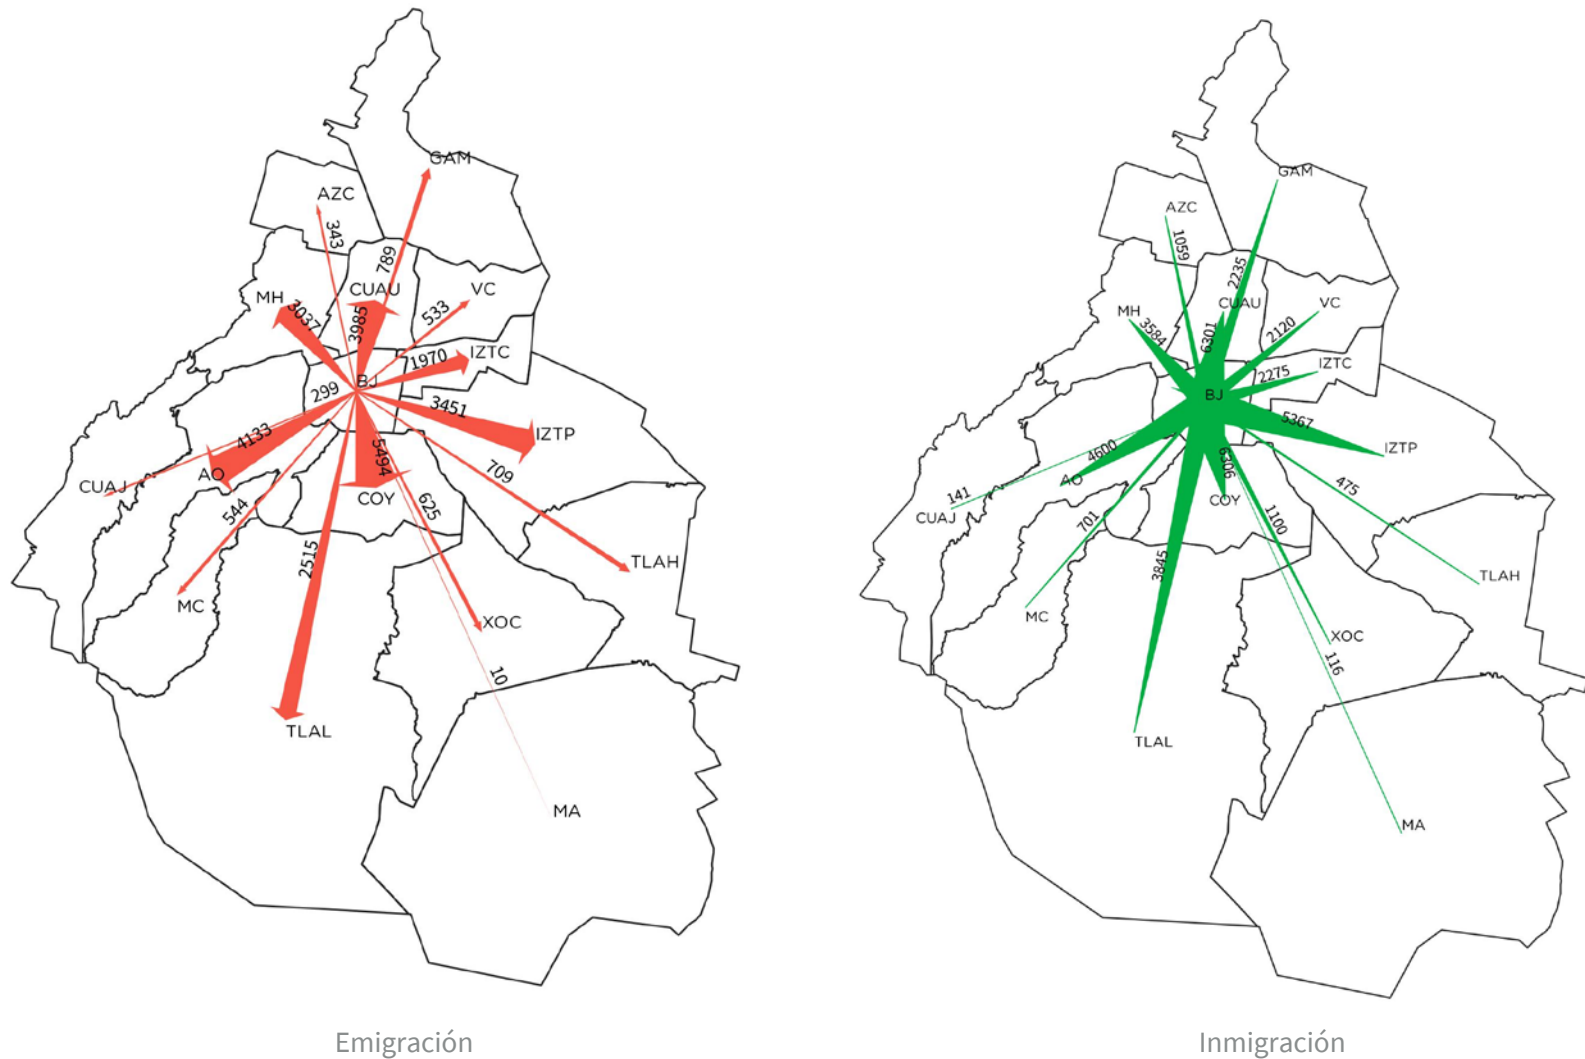 GAM
AZC
343
789
MH
3037
CUAU
3985
VC
533
1970
IZTC
BJ
299
3451
IZTP
4133
AO
CUAJ
5494
COY
709
625
544
2515
TLAH
MC
XOC
10
TLAL
MA
Emigración
GAM
AZC
1059
2235
MH
3584
CUAU
6301
VC
2120
2275
IZTC
BJ
5367
IZTP
4600
AO
6306
COY
475
141
CUAJ
1100
701
3845
TLAH
MC
XOC
116
TLAL
MA
Inmigración